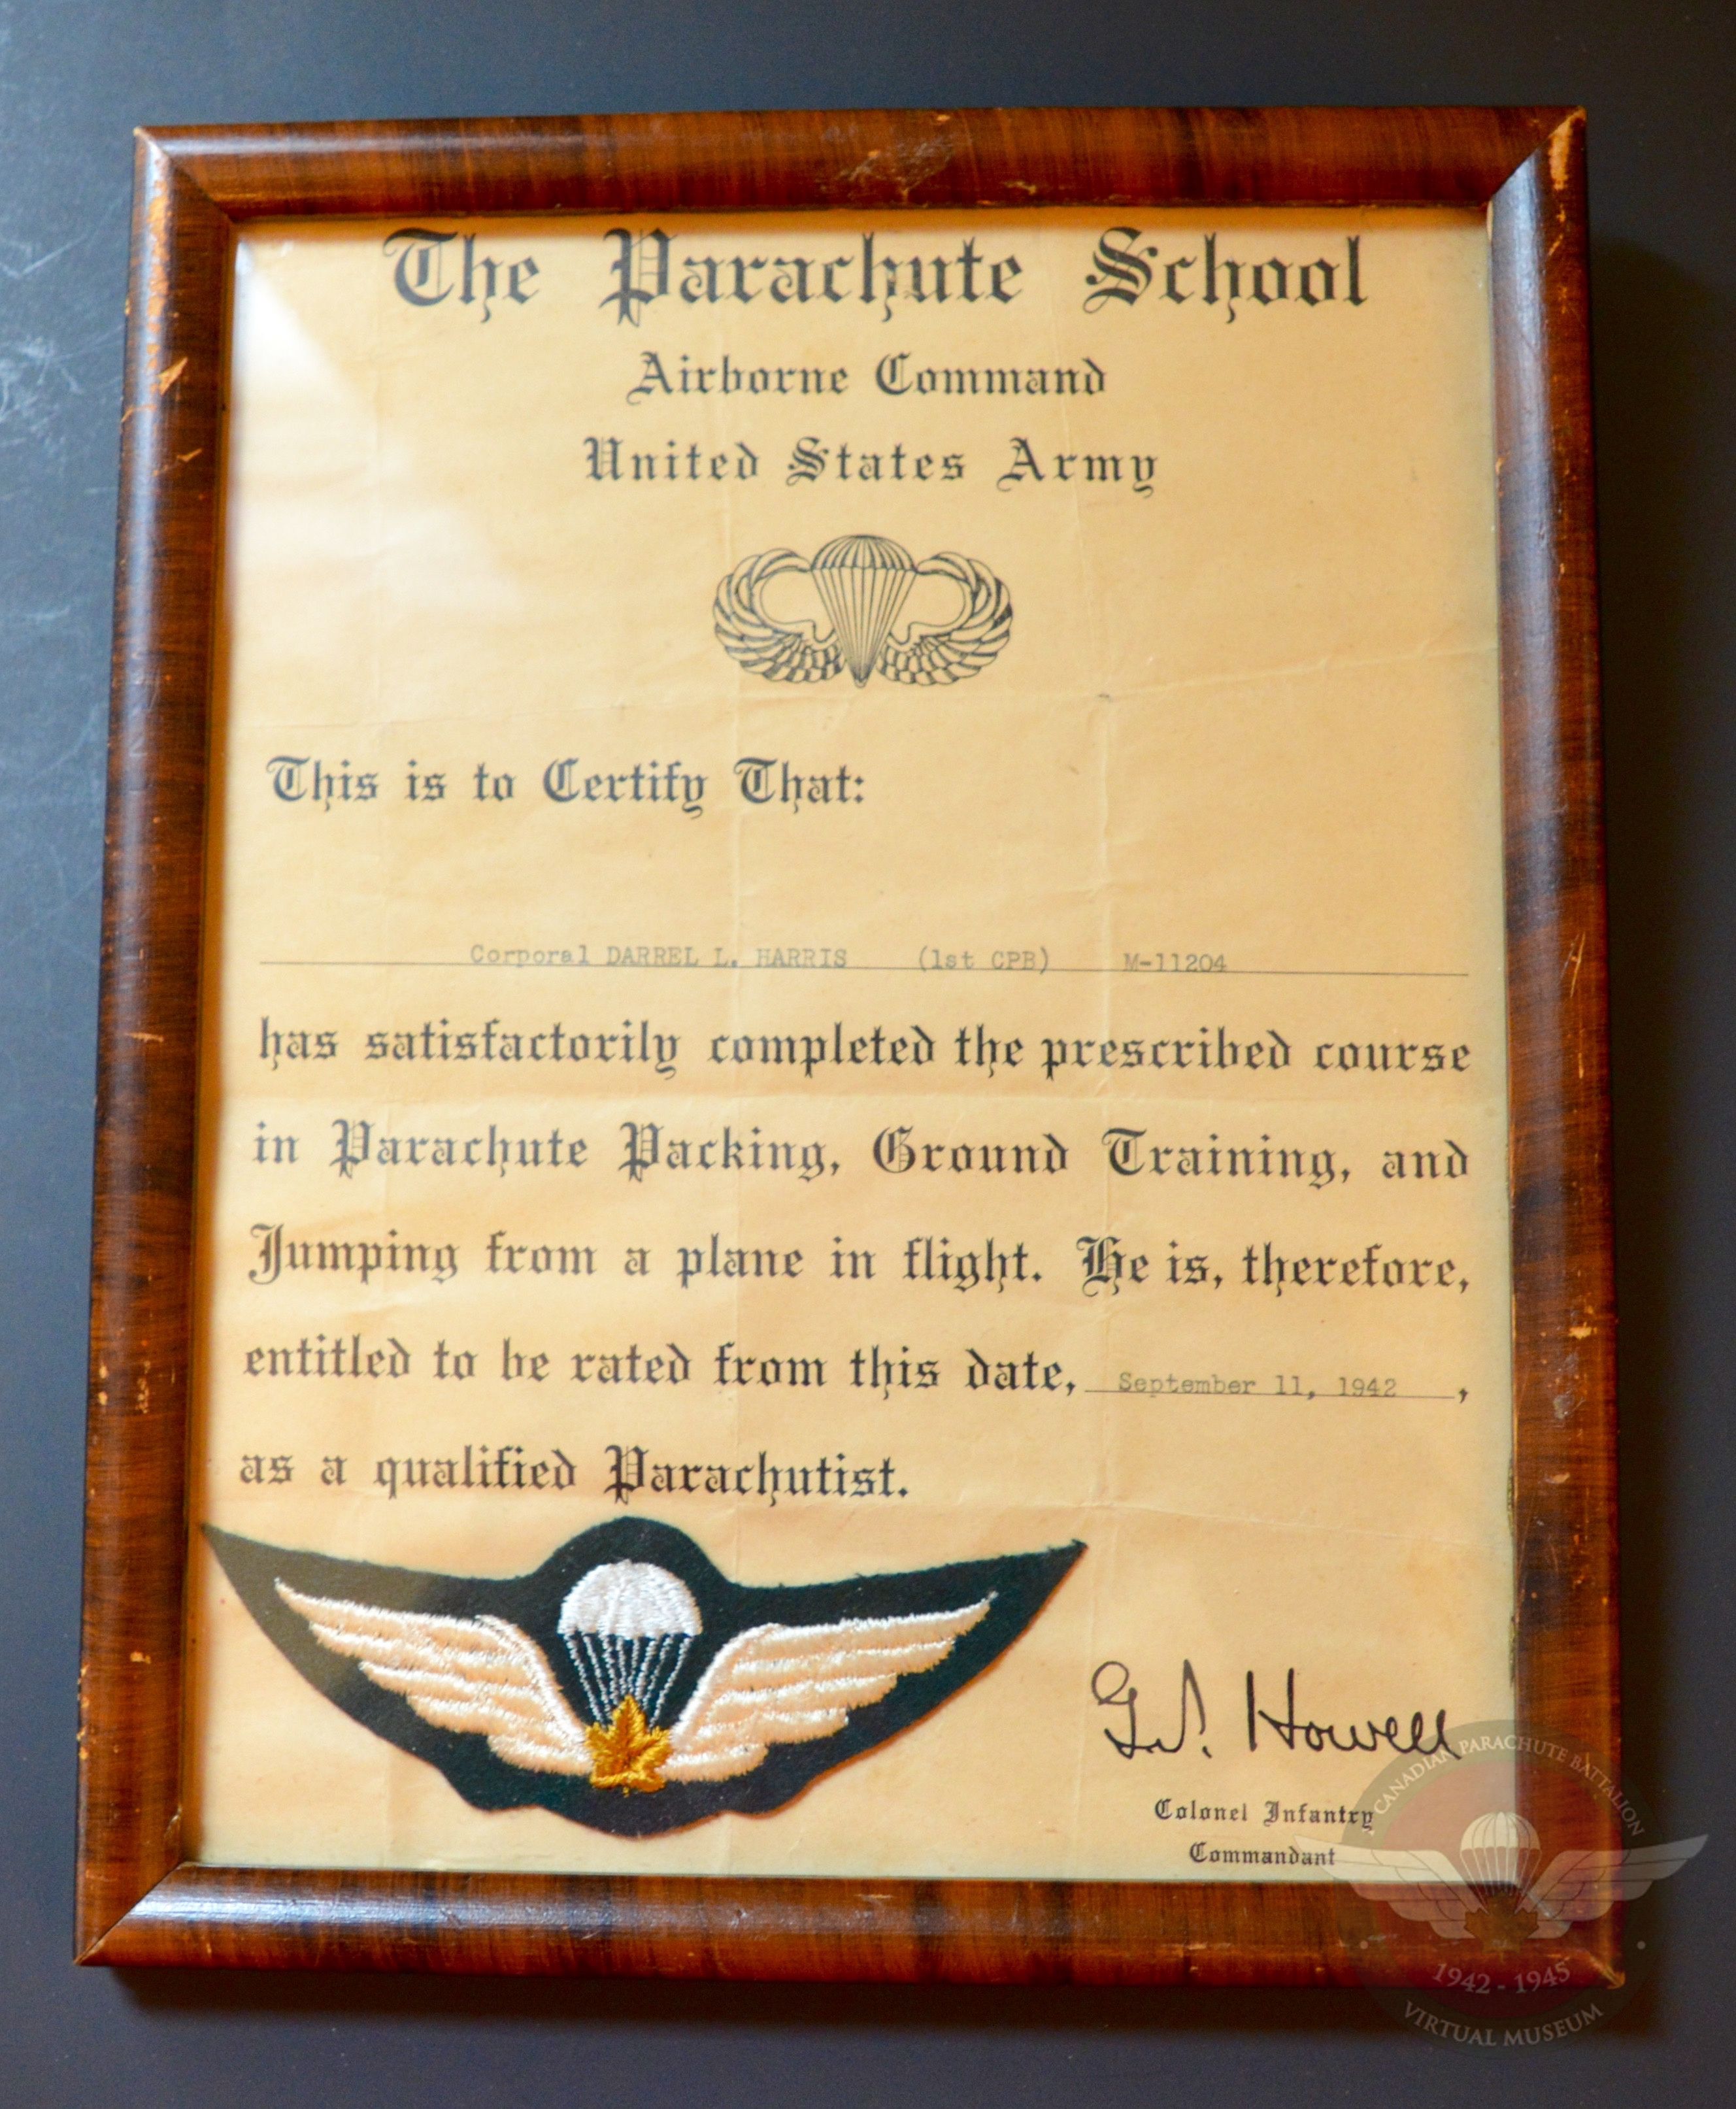 The Parachute School
Airborne Command
United States Army
This is to Certify That:
Corporal DARREL L. HARRIS (1st CPB) M-11204
has satisfactorily completed the prescribed course
in Parachute Packing, Ground Training, and
Jumping from a plane in flight. He is, therefore,
entitled to be rated from this date, September 11, 1942,
as a qualified Parachutist.
G.P. Howell
Colonel Infantry
Commandant
CANADIAN PARACHUTE BATTALION
1942 - 1945
VIRTUAL MUSEUM